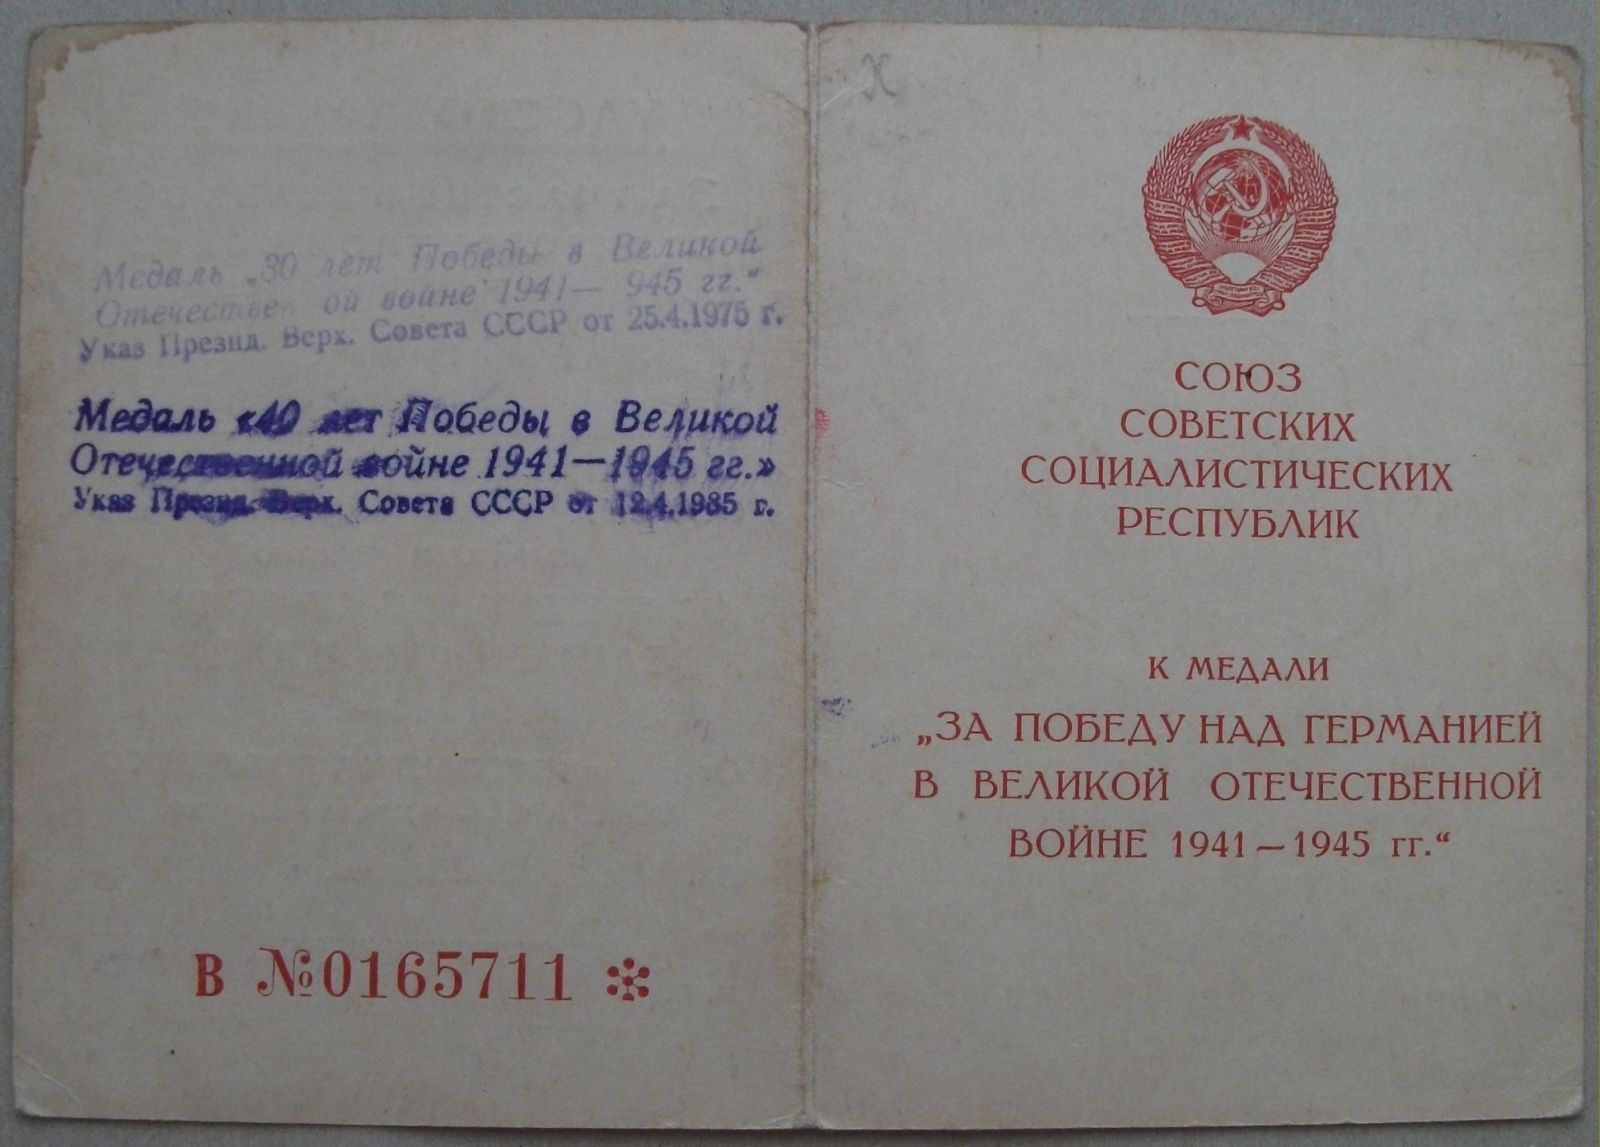 Медаль „30 лет Победы в Великой
Отечествен ой войне 1941— 945 гг.“
Указ Презид. Верх. Совета СССР от 25.4.1975 г.
Медаль «40 лет Победы в Великой
Отечественной войне 1941—1945 гг.»
Указ Презид. Верх. Совета СССР от 12.4.1985 г.
В №0165711
СОЮЗ
СОВЕТСКИХ
СОЦИАЛИСТИЧЕСКИХ
РЕСПУБЛИК
К МЕДАЛИ
„ЗА ПОБЕДУ НАД ГЕРМАНИЕЙ
В ВЕЛИКОЙ ОТЕЧЕСТВЕННОЙ
ВОЙНЕ 1941—1945 гг.“